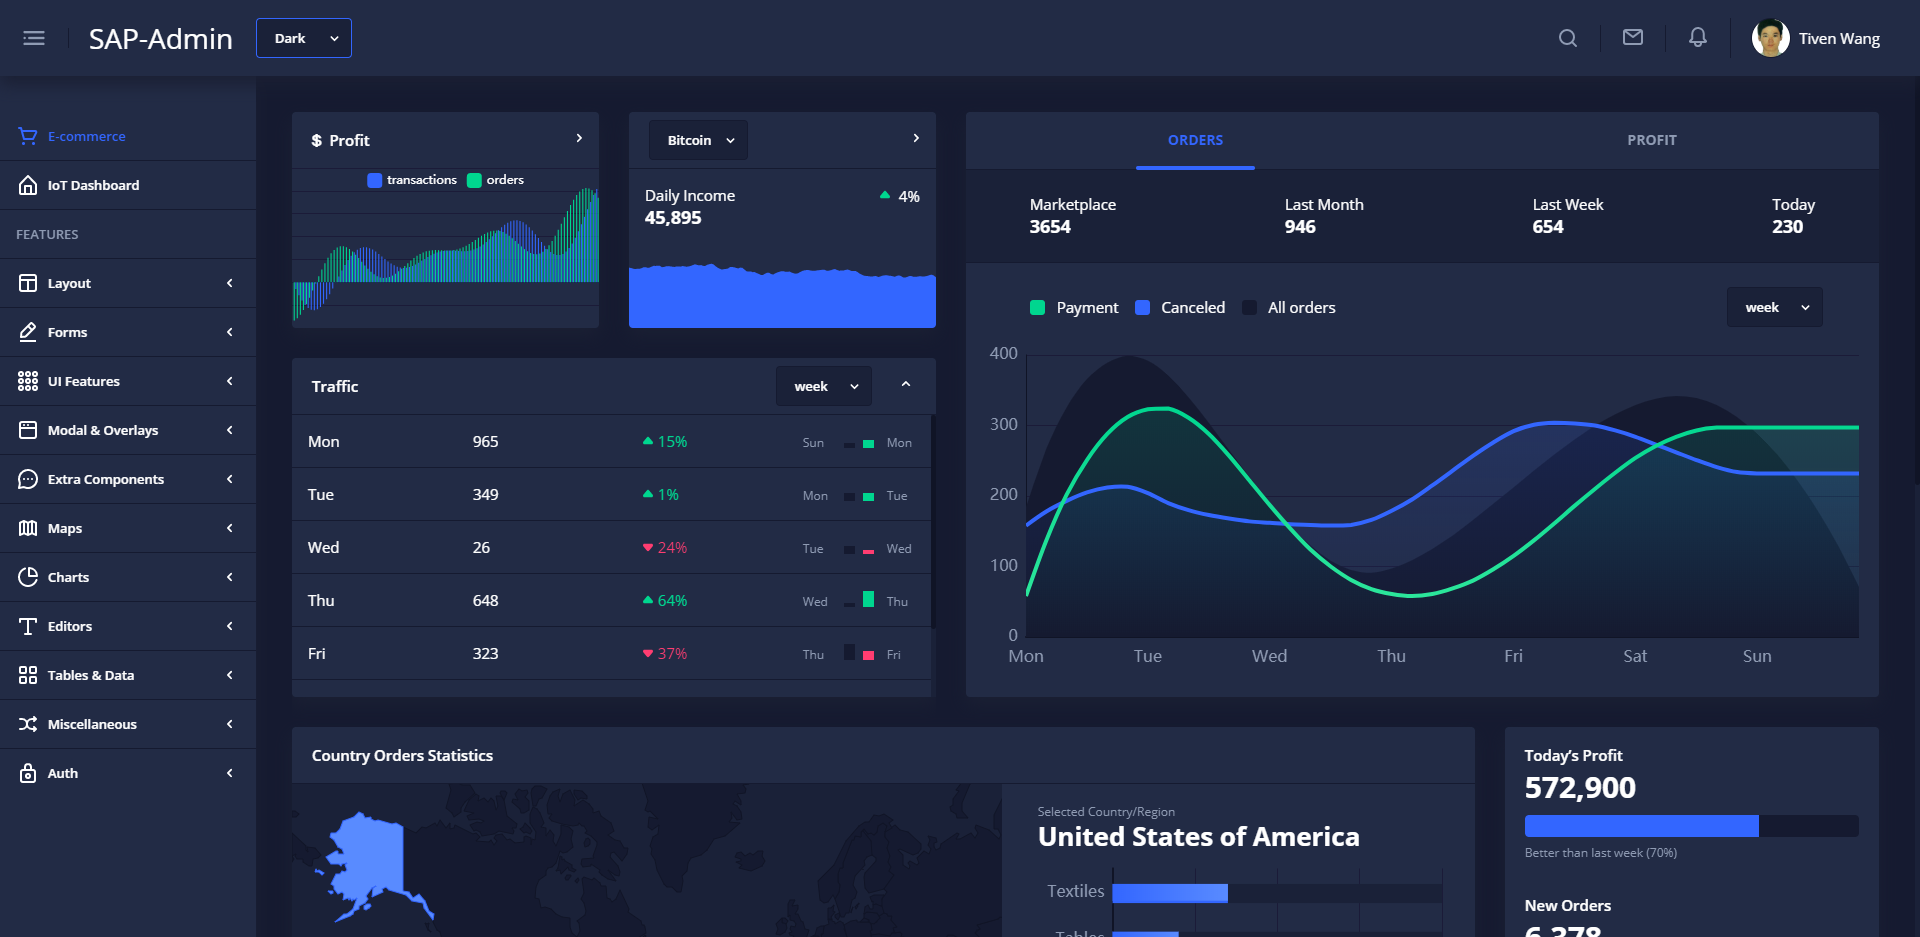 SAP-Admin
Dark
Tiven Wang
E-commerce
IoT Dashboard
FEATURES
Layout
Forms
UI Features
Modal & Overlays
Extra Components
Maps
Charts
Editors
Tables & Data
Miscellaneous
Auth
$ Profit
transactions orders
Bitcoin
Daily Income
45,895
4%
ORDERS PROFIT
Marketplace
3654
Last Month
946
Last Week
654
Today
230
Payment Canceled All orders
week
400
300
200
100
0
Mon Tue Wed Thu Fri Sat Sun
Traffic
week
Mon 965 15% Sun Mon
Tue 349 1% Mon Tue
Wed 26 24% Tue Wed
Thu 648 64% Wed Thu
Fri 323 37% Thu Fri
Country Orders Statistics
Selected Country/Region
United States of America
Textiles
Tables
Today's Profit
572,900
Better than last week (70%)
New Orders
6,378